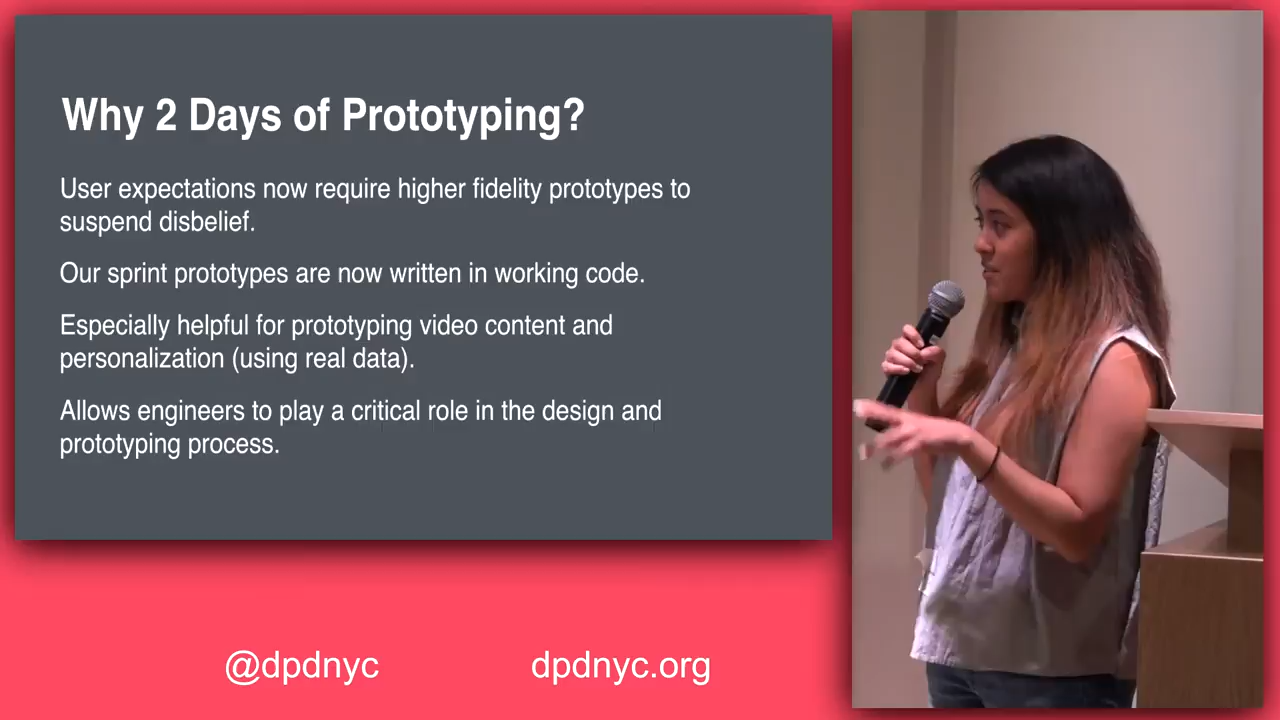 Why 2 Days of Prototyping?
User expectations now require higher fidelity prototypes to
suspend disbelief.
Our sprint prototypes are now written in working code.
Especially helpful for prototyping video content and
personalization (using real data).
Allows engineers to play a critical role in the design and
prototyping process.
@dpdnyc
dpdnyc.org